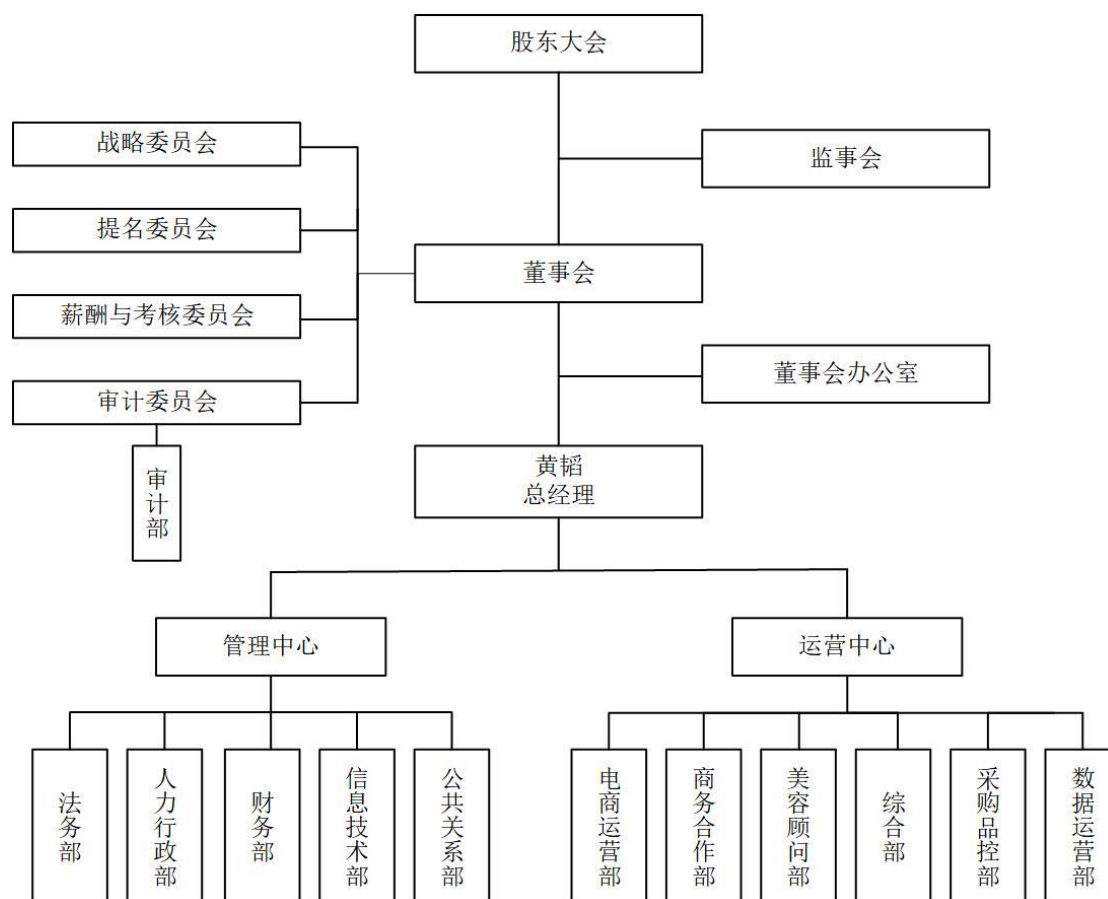 股东大会
战略委员会
监事会
提名委员会
董事会
薪酬与考核委员会
董事会办公室
审计委员会
审计部
黄韬
总经理
管理中心
运营中心
法务部
人力行政部
财务部
信息技术部
公共关系部
电商运营部
商务合作部
美容顾问部
综合部
采购品控部
数据运营部